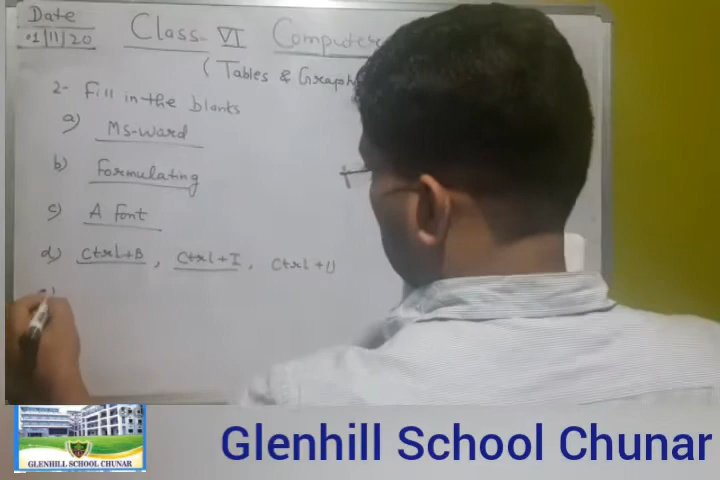 Date
01/11/20
Class- VI Computer
(Tables & Graph
2- Fill in the blanks
a) Ms-Ward
b) Formulating
c) A Font
d) Ctrl+B, Ctrl+I, Ctrl+U
GLENHILL SCHOOL CHUNAR
Glenhill School Chunar